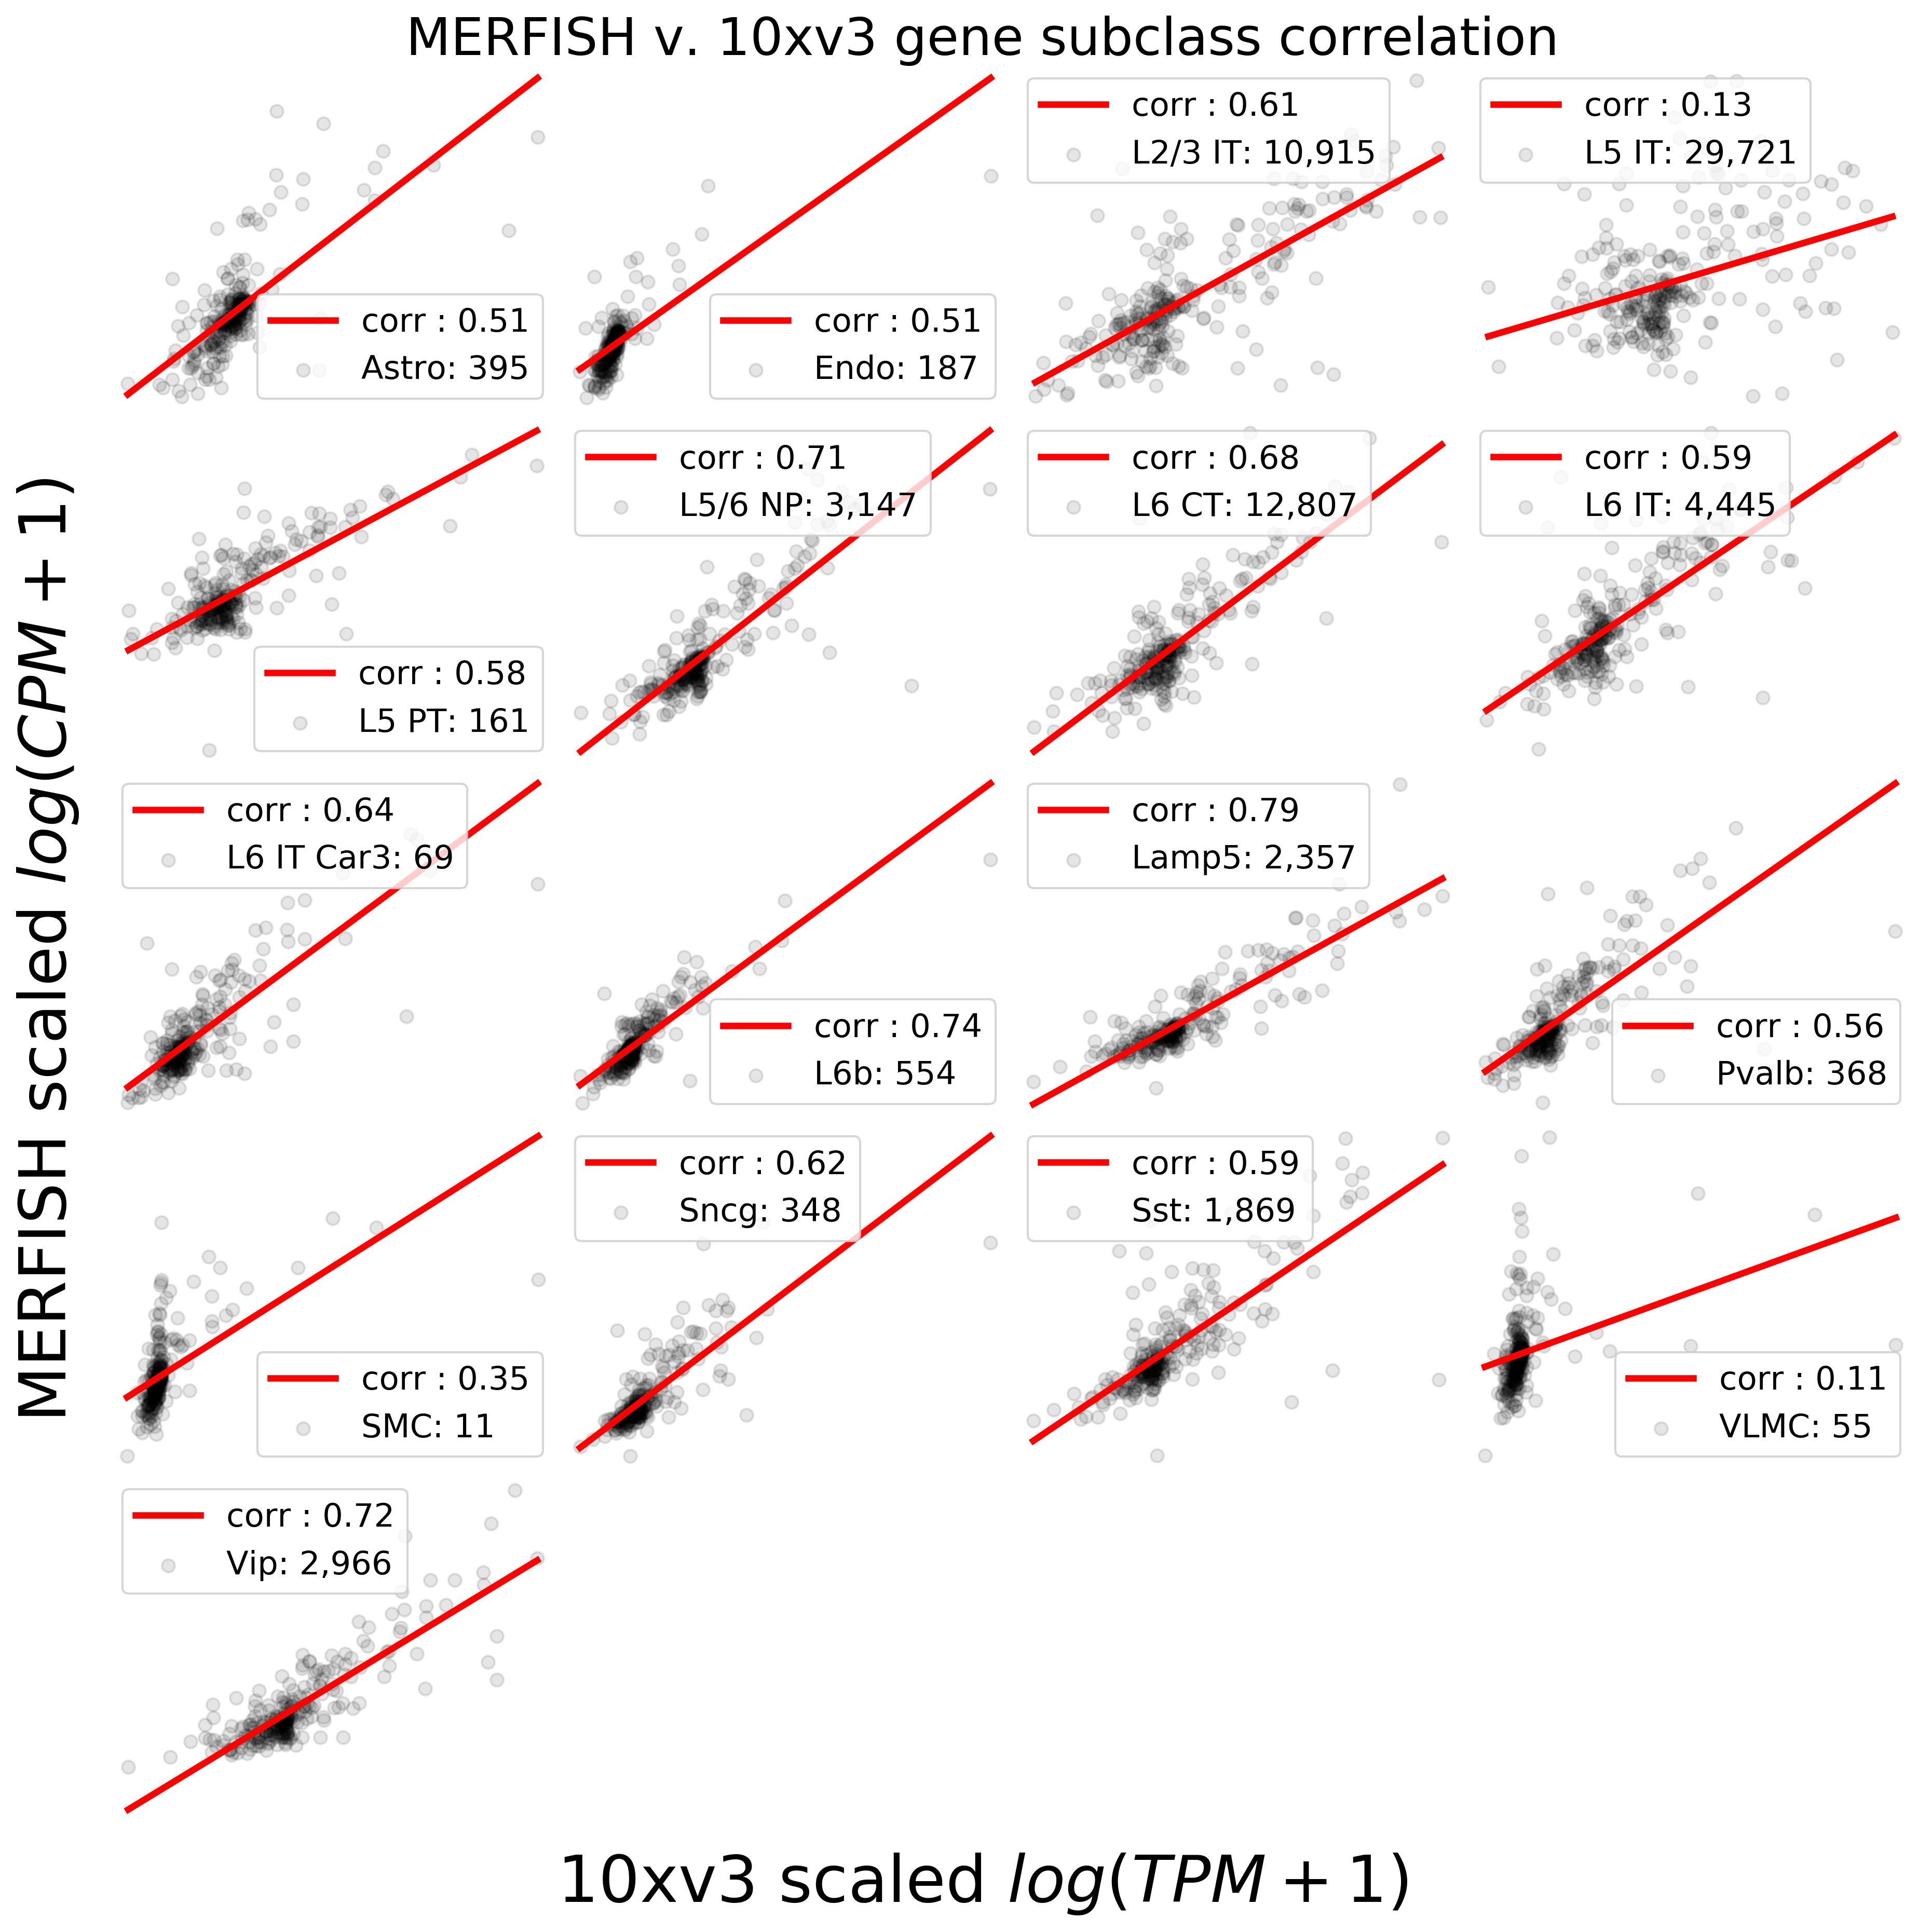 MERFISH v. 10xv3 gene subclass correlation
MERFISH scaled log(CPM + 1)
corr : 0.51
Astro: 395
corr : 0.51
Endo: 187
corr : 0.61
L2/3 IT: 10,915
corr : 0.13
L5 IT: 29,721
corr : 0.58
L5 PT: 161
corr : 0.71
L5/6 NP: 3,147
corr : 0.68
L6 CT: 12,807
corr : 0.59
L6 IT: 4,445
corr : 0.64
L6 IT Car3: 69
corr : 0.74
L6b: 554
corr : 0.79
Lamp5: 2,357
corr : 0.56
Pvalb: 368
corr : 0.35
SMC: 11
corr : 0.62
Sncg: 348
corr : 0.59
Sst: 1,869
corr : 0.11
VLMC: 55
corr : 0.72
Vip: 2,966
10xv3 scaled log(TPM + 1)